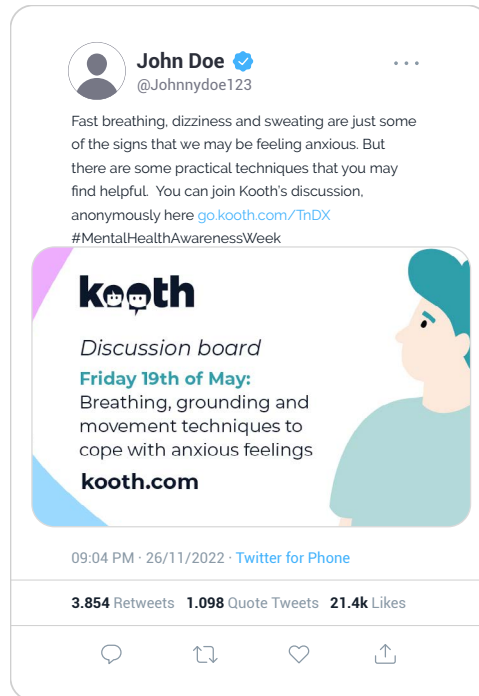 John Doe
@Johnnydoe123
Fast breathing, dizziness and sweating are just some
of the signs that we may be feeling anxious. But
there are some practical techniques that you may
find helpful.  You can join Kooth's discussion,
anonymously here go.kooth.com/TnDX
#MentalHealthAwarenessWeek
kooth
Discussion board
Friday 19th of May:
Breathing, grounding and
movement techniques to
cope with anxious feelings
kooth.com
09:04 PM · 26/11/2022 · Twitter for Phone
3.854 Retweets 1.098 Quote Tweets 21.4k Likes